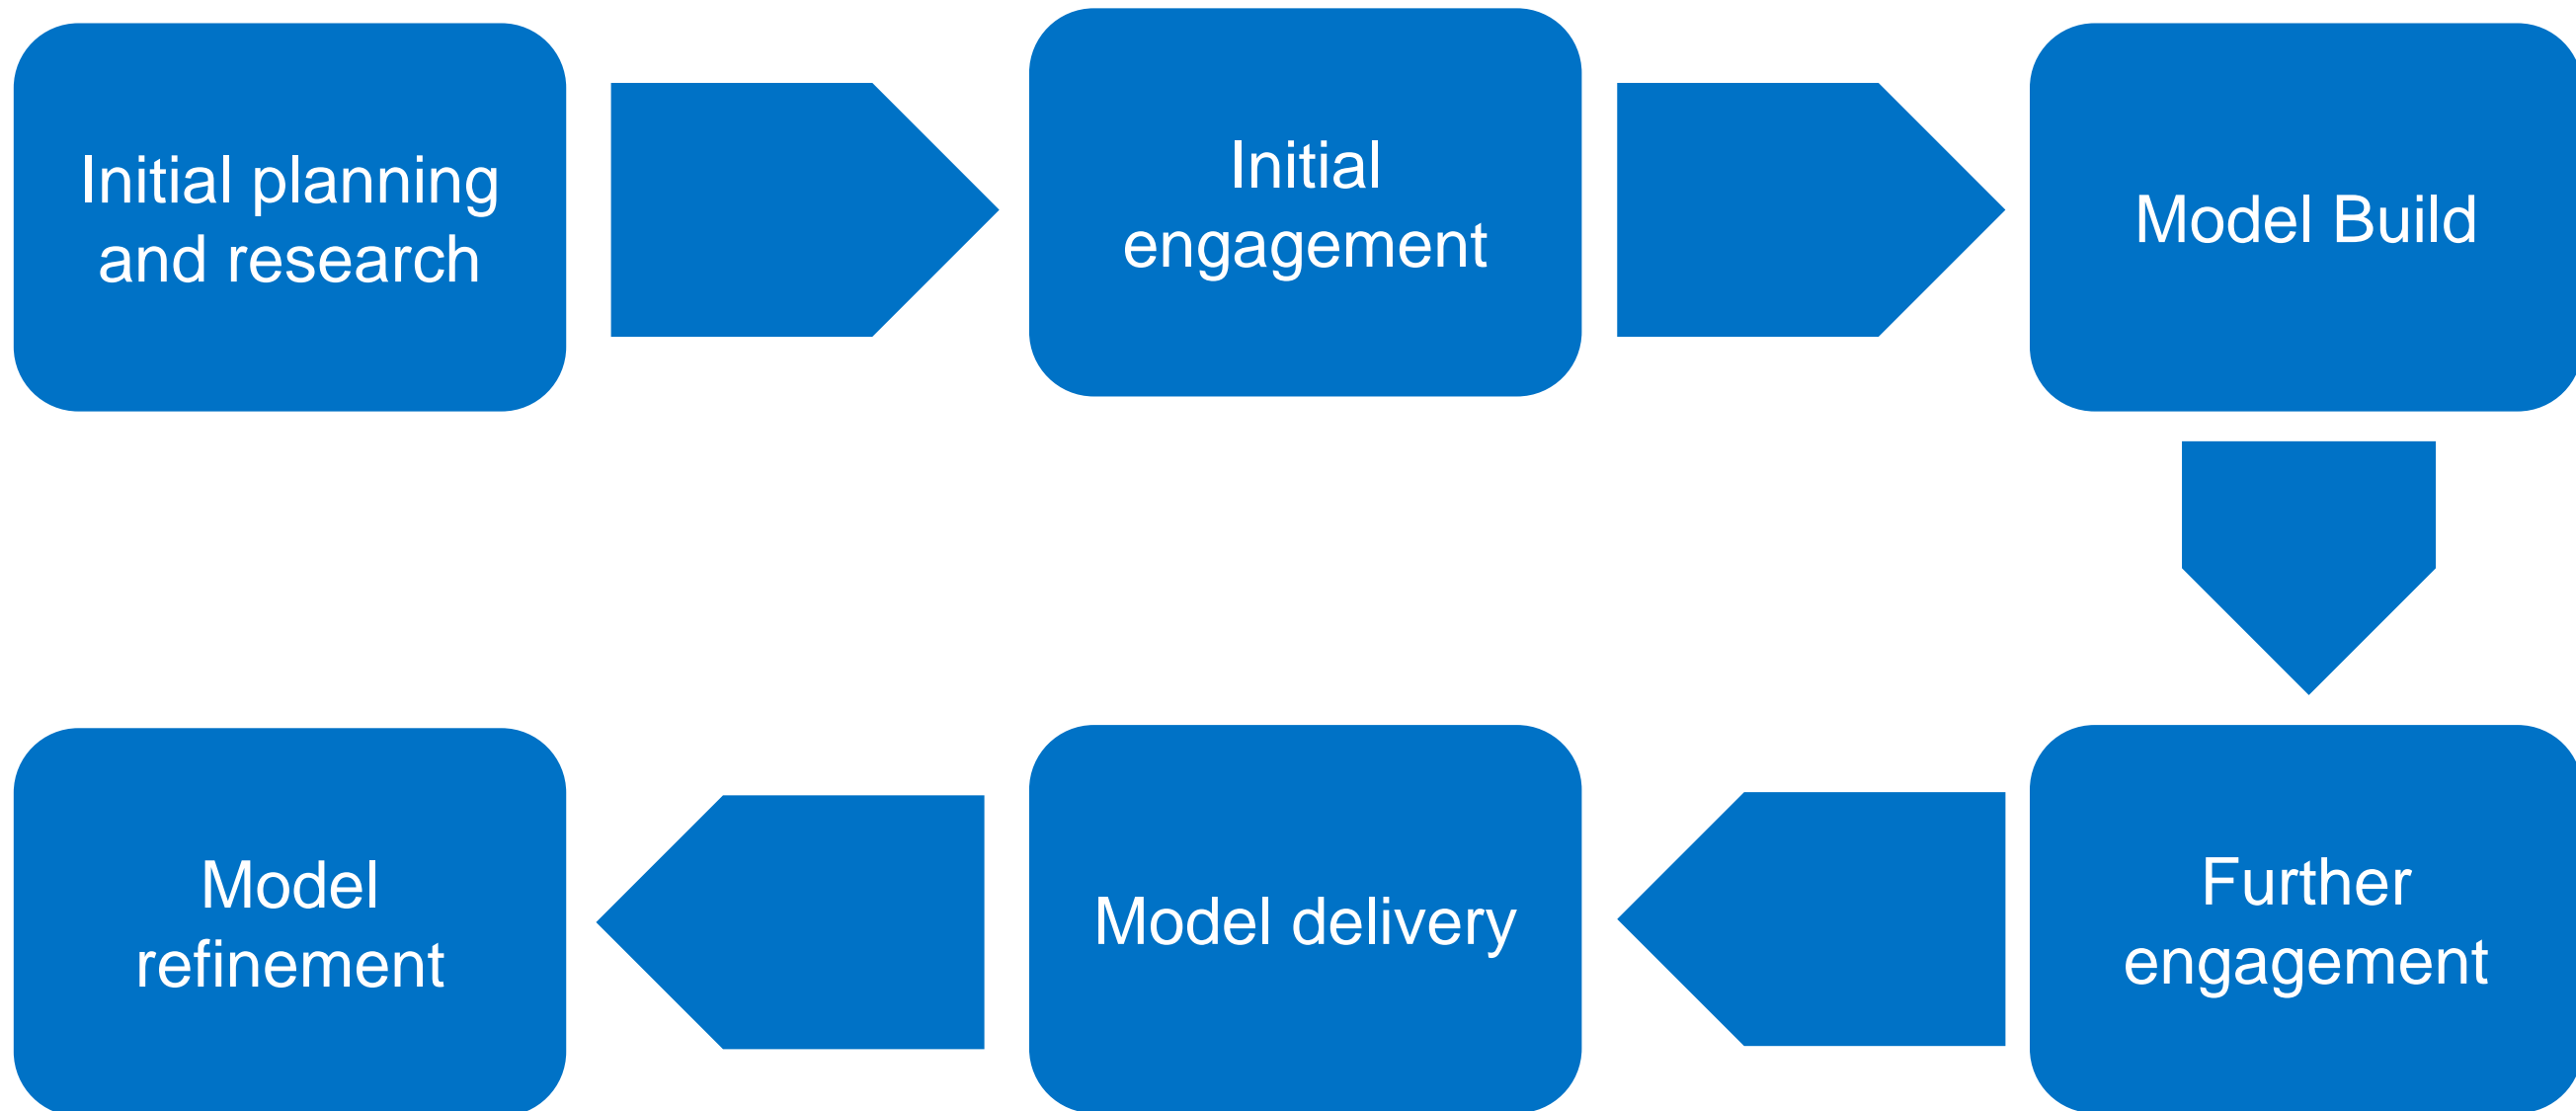 Initial planning
and research
Initial
engagement
Model Build
Further
engagement
Model delivery
Model
refinement